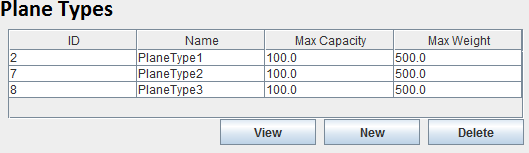 Plane Types
ID Name Max Capacity Max Weight
2 PlaneType1 100.0 500.0
7 PlaneType2 100.0 500.0
8 PlaneType3 100.0 500.0
View New Delete